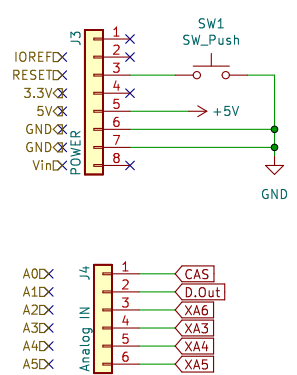 SW1
SW_Push
J3
1
IOREF 2
RESET 3
3.3V 4
5V 5 +5V
GND 6
GND 7
Vin 8
POWER
GND
J4
A0 1 CAS
A1 2 D.Out
A2 3 XA6
A3 4 XA3
A4 5 XA4
A5 6 XA5
Analog IN